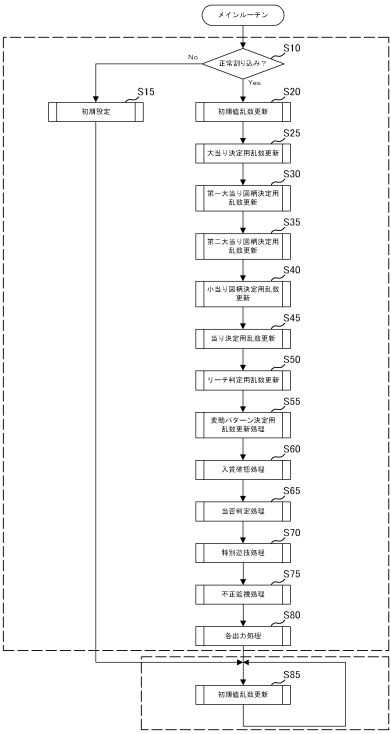 メインルーチン
S10
正常割り込み？
No
Yes
S15
初期設定
S20
初期値乱数更新
S25
大当り決定用乱数更新
S30
第一大当り図柄決定用
乱数更新
S35
第二大当り図柄決定用
乱数更新
S40
小当り図柄決定用乱数
更新
S45
当り決定用乱数更新
S50
リーチ判定用乱数更新
S55
変動パターン決定用
乱数更新処理
S60
入賞確認処理
S65
当否判定処理
S70
特別遊技処理
S75
不正監視処理
S80
各出力処理
S85
初期値乱数更新